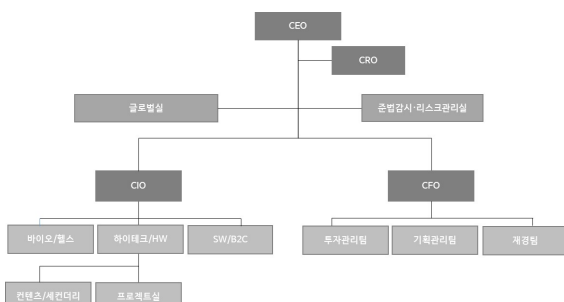 CEO
CRO
글로벌실
준법감시·리스크관리실
CIO
CFO
바이오/헬스
하이테크/HW
SW/B2C
투자관리팀
기획관리팀
재경팀
컨텐츠/세컨더리
프로젝트실